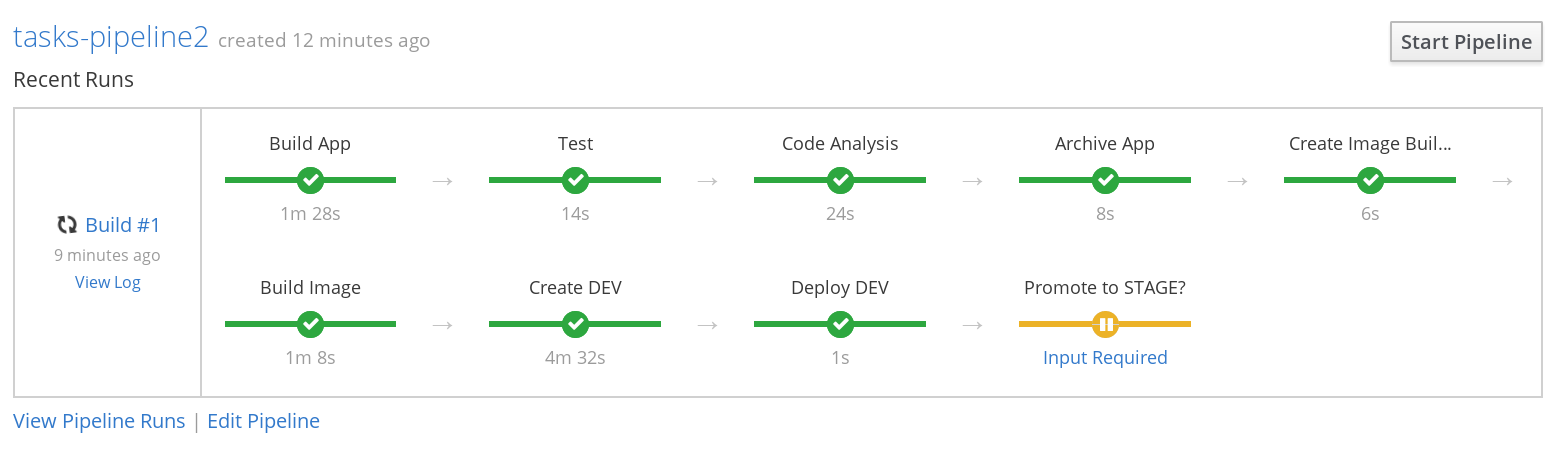 tasks-pipeline2 created 12 minutes ago
Start Pipeline
Recent Runs
Build #1
9 minutes ago
View Log
Build App → Test → Code Analysis → Archive App → Create Image Buil... →
1m 28s 14s 24s 8s 6s
Build Image → Create DEV → Deploy DEV → Promote to STAGE?
1m 8s 4m 32s 1s Input Required
View Pipeline Runs | Edit Pipeline